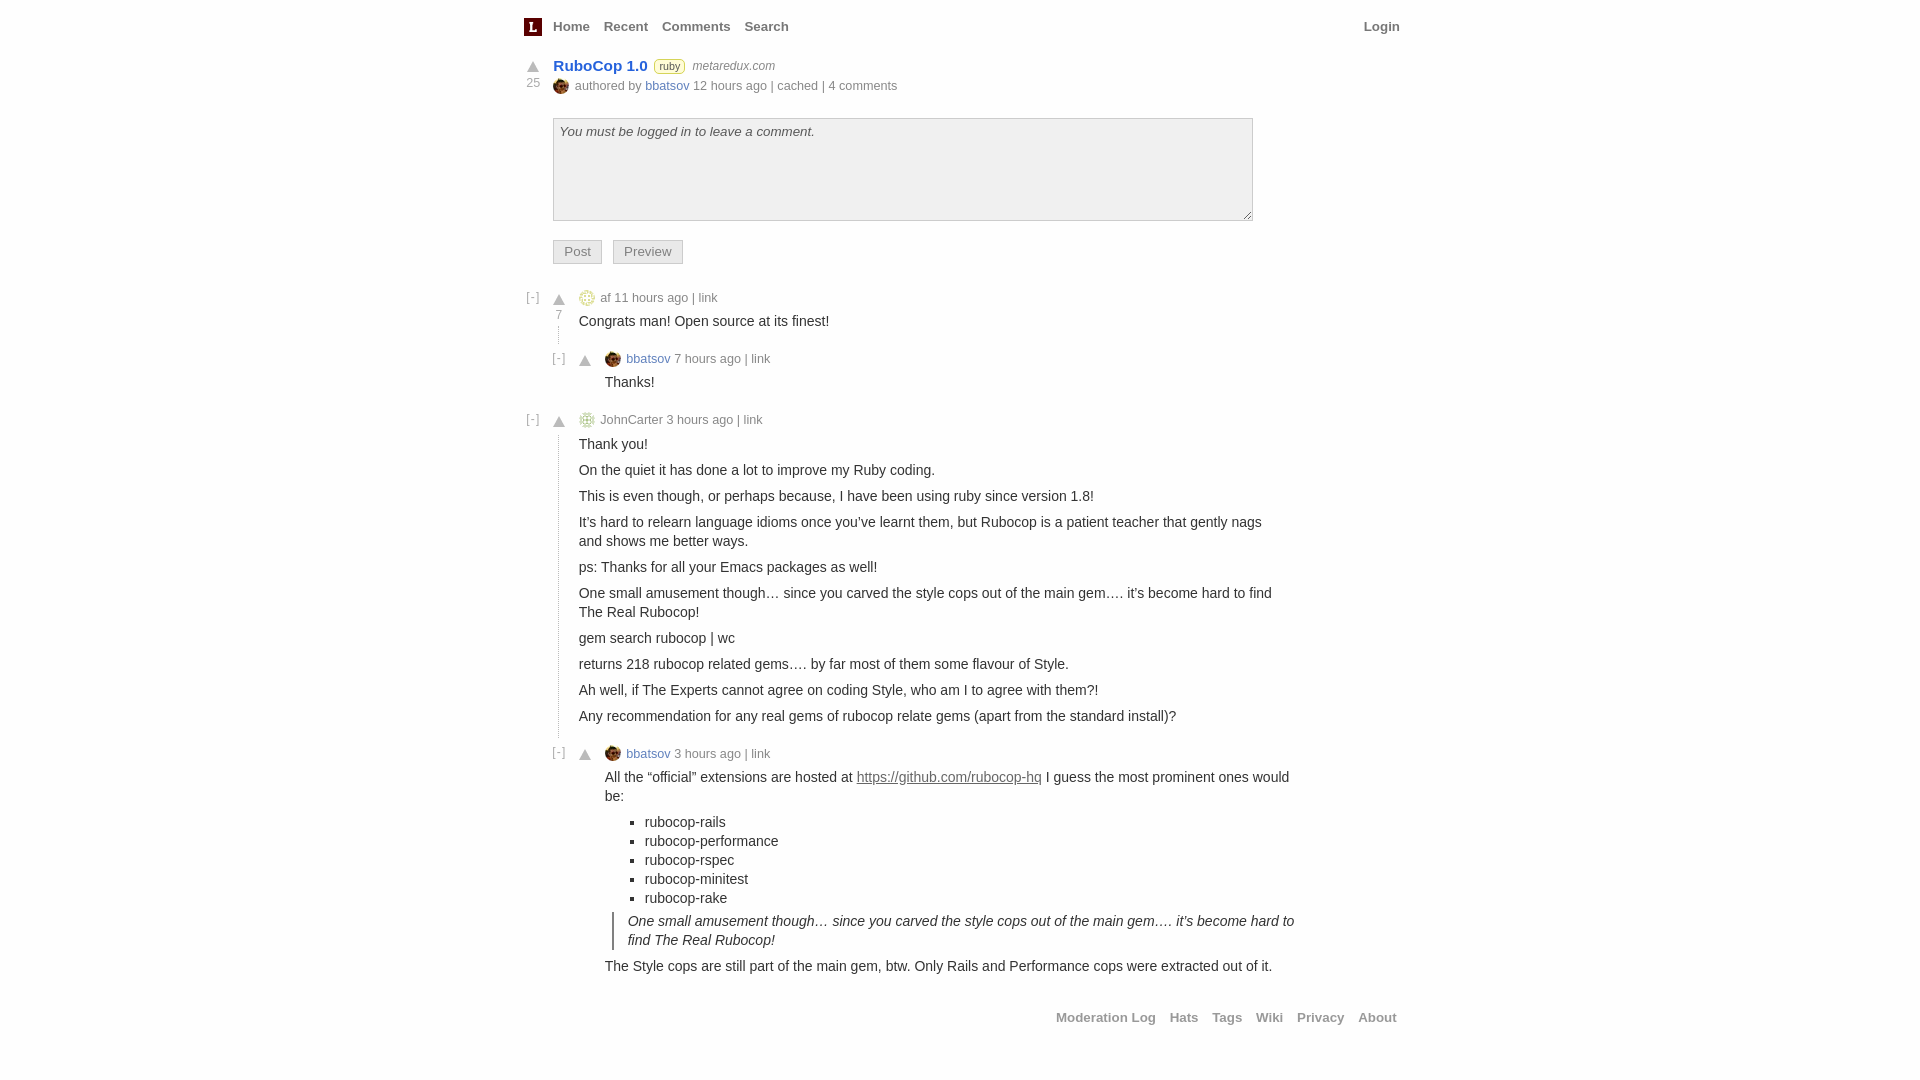 L Home Recent Comments Search Login
RuboCop 1.0 ruby metaredux.com
25
authored by bbatsov 12 hours ago | cached | 4 comments
You must be logged in to leave a comment.
Post Preview
[-] af 11 hours ago | link
7
Congrats man! Open source at its finest!
[-] bbatsov 7 hours ago | link
Thanks!
[-] JohnCarter 3 hours ago | link
Thank you!
On the quiet it has done a lot to improve my Ruby coding.
This is even though, or perhaps because, I have been using ruby since version 1.8!
It’s hard to relearn language idioms once you’ve learnt them, but Rubocop is a patient teacher that gently nags
and shows me better ways.
ps: Thanks for all your Emacs packages as well!
One small amusement though… since you carved the style cops out of the main gem…. it’s become hard to find
The Real Rubocop!
gem search rubocop | wc
returns 218 rubocop related gems…. by far most of them some flavour of Style.
Ah well, if The Experts cannot agree on coding Style, who am I to agree with them?!
Any recommendation for any real gems of rubocop relate gems (apart from the standard install)?
[-] bbatsov 3 hours ago | link
All the “official” extensions are hosted at https://github.com/rubocop-hq I guess the most prominent ones would
be:
▪ rubocop-rails
▪ rubocop-performance
▪ rubocop-rspec
▪ rubocop-minitest
▪ rubocop-rake
One small amusement though… since you carved the style cops out of the main gem…. it’s become hard to
find The Real Rubocop!
The Style cops are still part of the main gem, btw. Only Rails and Performance cops were extracted out of it.
Moderation Log Hats Tags Wiki Privacy About